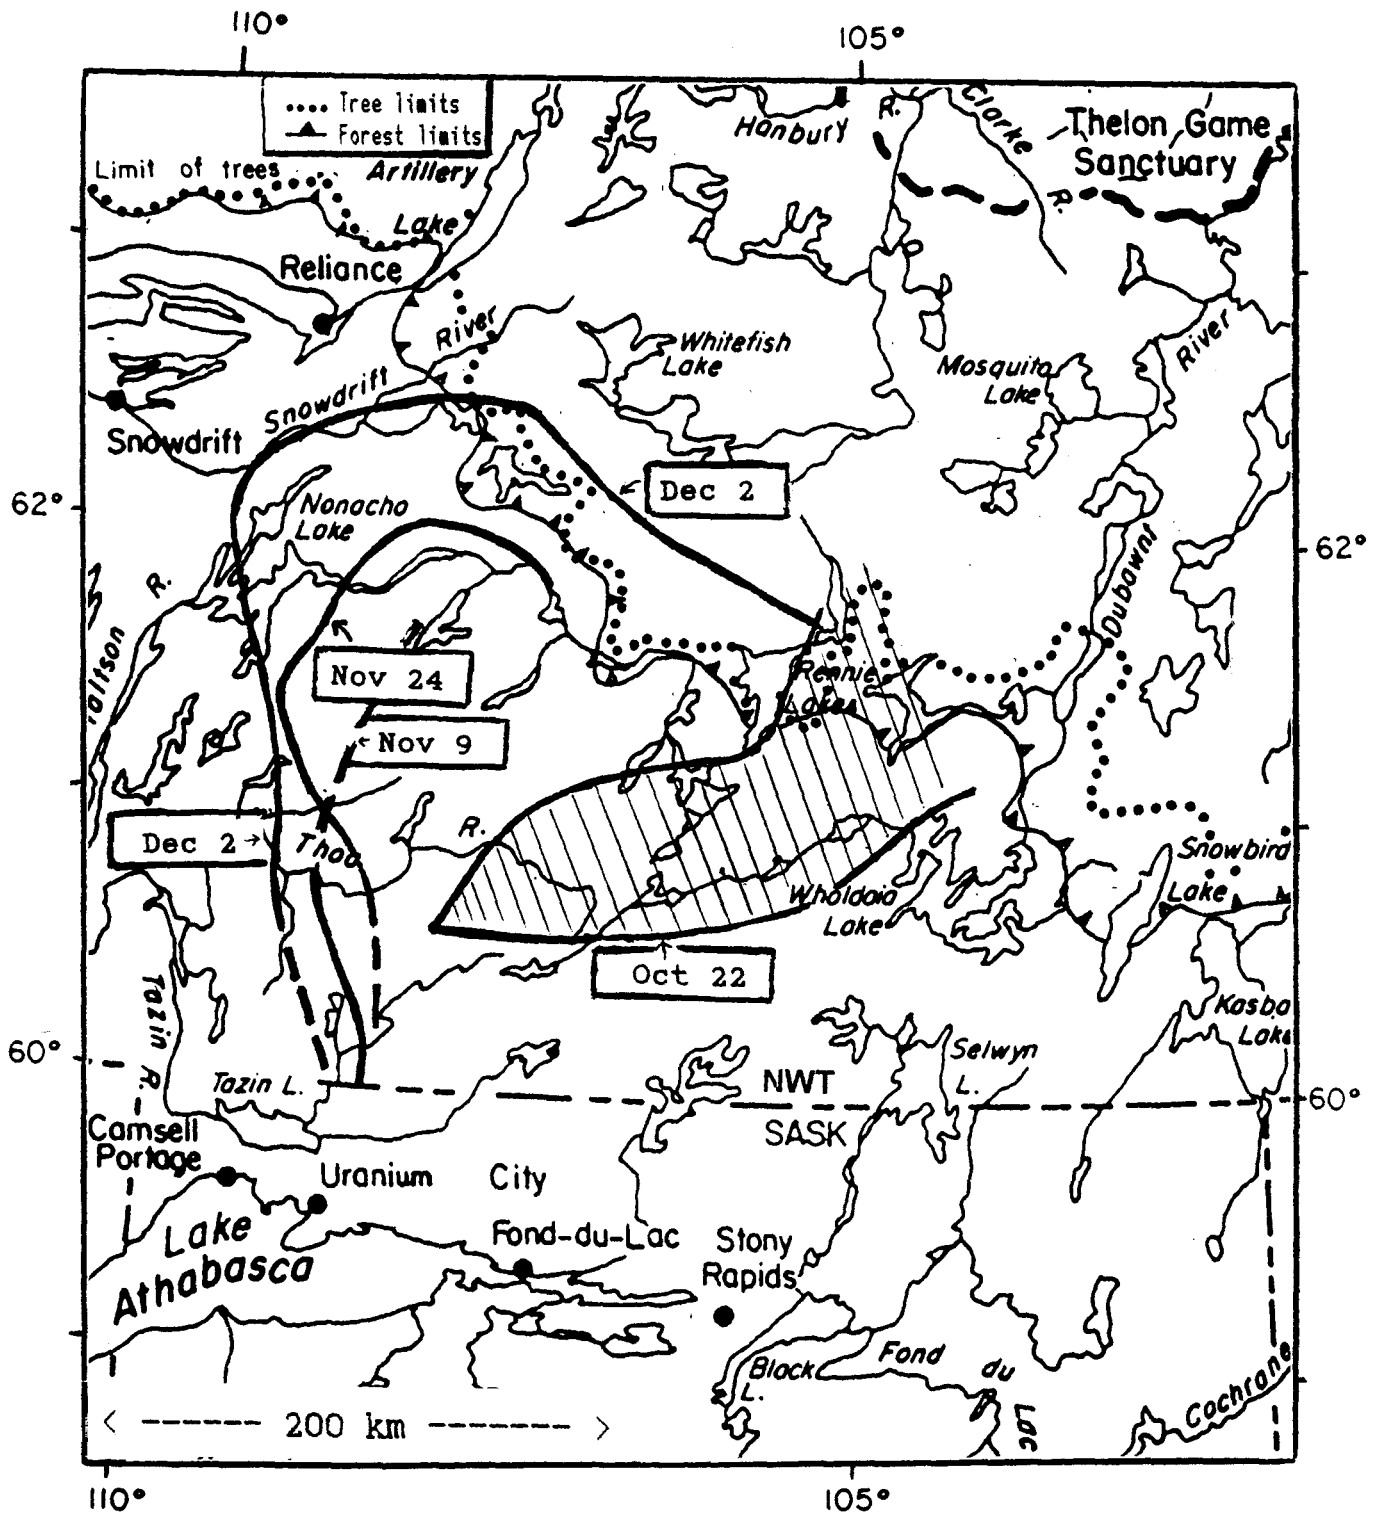 110°
105°
Tree limits
Forest limits
Limit of trees
Artillery
Lake
Hanbury
R.
Clarke
R.
Thelon Game
Sanctuary
Reliance
River
Whitefish
Lake
Mosquito
Lake
River
Snowdrift
Snowdrift
Dec 2
62°
62°
Nonacho
Lake
R.
Taltson
Dubawnt
Nov 24
Rennie
Lake
Nov 9
Dec 2
Thoa
R.
Snowbird
Lake
Wholdaia
Lake
Oct 22
Kasba
Lake
Tazin R.
60°
60°
Selwyn
L.
Tazin L.
NWT
SASK
Camsell
Portage
Uranium City
Lake
Athabasca
Fond-du-Lac
Stony
Rapids
Black
L.
Fond du Lac
Cochrane
200 km
110°
105°